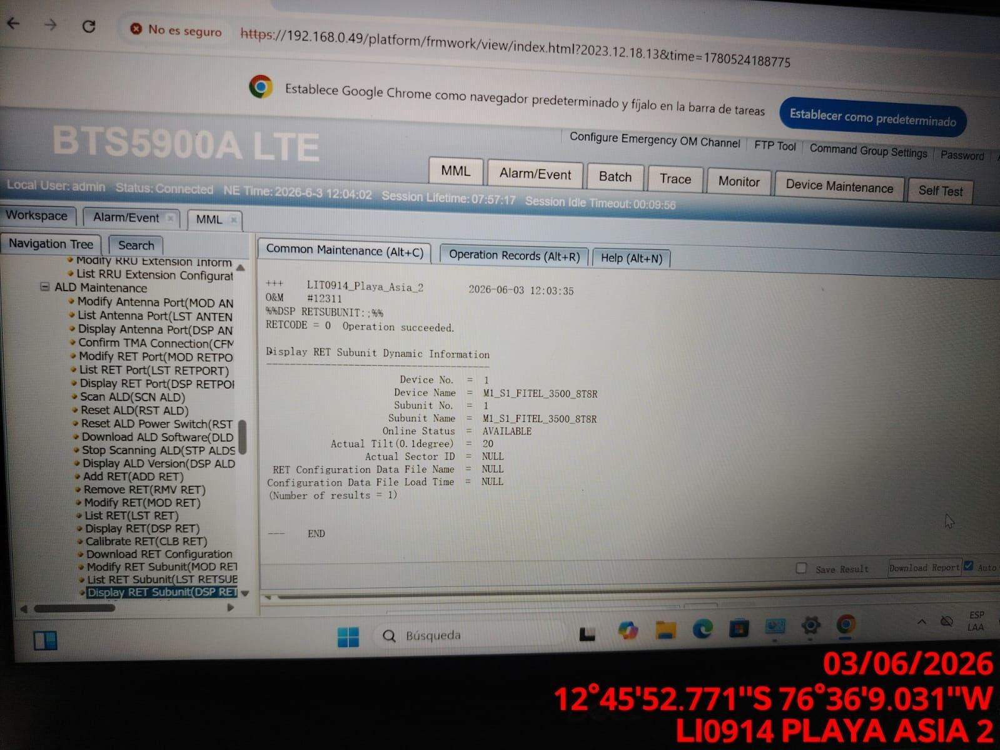 No es seguro https://192.168.0.49/platform/frmwork/view/index.html?2023.12.18.13&time=1780524188775
Establece Google Chrome como navegador predeterminado y fíjalo en la barra de tareas Establecer como predeterminado
BTS5900A LTE
Configure Emergency OM Channel FTP Tool Command Group Settings Password
MML Alarm/Event Batch Trace Monitor Device Maintenance Self Test
Local User: admin Status: Connected NE Time: 2026-6-3 12:04:02 Session Lifetime: 07:57:17 Session Idle Timeout: 00:09:56
Workspace Alarm/Event MML
Navigation Tree Search
Modify RRU Extension Inform
List RRU Extension Configurat
ALD Maintenance
Modify Antenna Port(MOD AN
List Antenna Port(LST ANTEN
Display Antenna Port(DSP AN
Confirm TMA Connection(CFM
Modify RET Port(MOD RETPO
List RET Port(LST RETPORT)
Display RET Port(DSP RETPO
Scan ALD(SCN ALD)
Reset ALD(RST ALD)
Reset ALD Power Switch(RST
Download ALD Software(DLD
Stop Scanning ALD(STP ALDS
Display ALD Version(DSP ALD
Add RET(ADD RET)
Remove RET(RMV RET)
Modify RET(MOD RET)
List RET(LST RET)
Display RET(DSP RET)
Calibrate RET(CLB RET)
Download RET Configuration
Modify RET Subunit(MOD RET
List RET Subunit(LST RETSUB
Display RET Subunit(DSP RET
Common Maintenance (Alt+C) Operation Records (Alt+R) Help (Alt+N)
+++ LIT0914_Playa_Asia_2 2026-06-03 12:03:35
O&M #12311
%%DSP RETSUBUNIT:;%%
RETCODE = 0 Operation succeeded.
Display RET Subunit Dynamic Information
---------------------------------------
Device No. = 1
Device Name = M1_S1_FITEL_3500_8T8R
Subunit No. = 1
Subunit Name = M1_S1_FITEL_3500_8T8R
Online Status = AVAILABLE
Actual Tilt(0.1degree) = 20
Actual Sector ID = NULL
RET Configuration Data File Name = NULL
Configuration Data File Load Time = NULL
(Number of results = 1)
--- END
Save Result Download Report Auto
Búsqueda
ESP
LAA
03/06/2026
12°45'52.771"S 76°36'9.031"W
LI0914 PLAYA ASIA 2